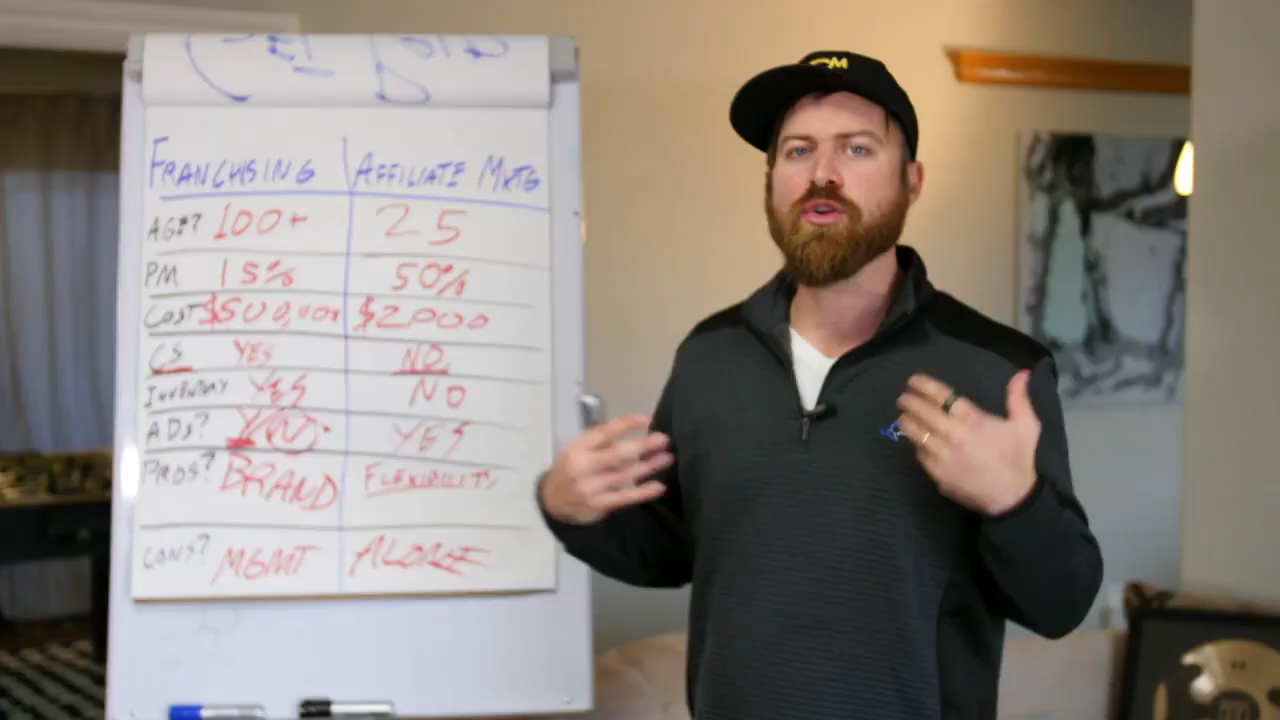 FRANCHISING AFFILIATE MKTG
AGE? 100+ 25
PM 15% 50%
COST $500,000 $2000
CS YES NO
INVENTORY YES NO
ADS? YES
PROS? BRAND FLEXIBILITY
CONS? MGMT ALONE